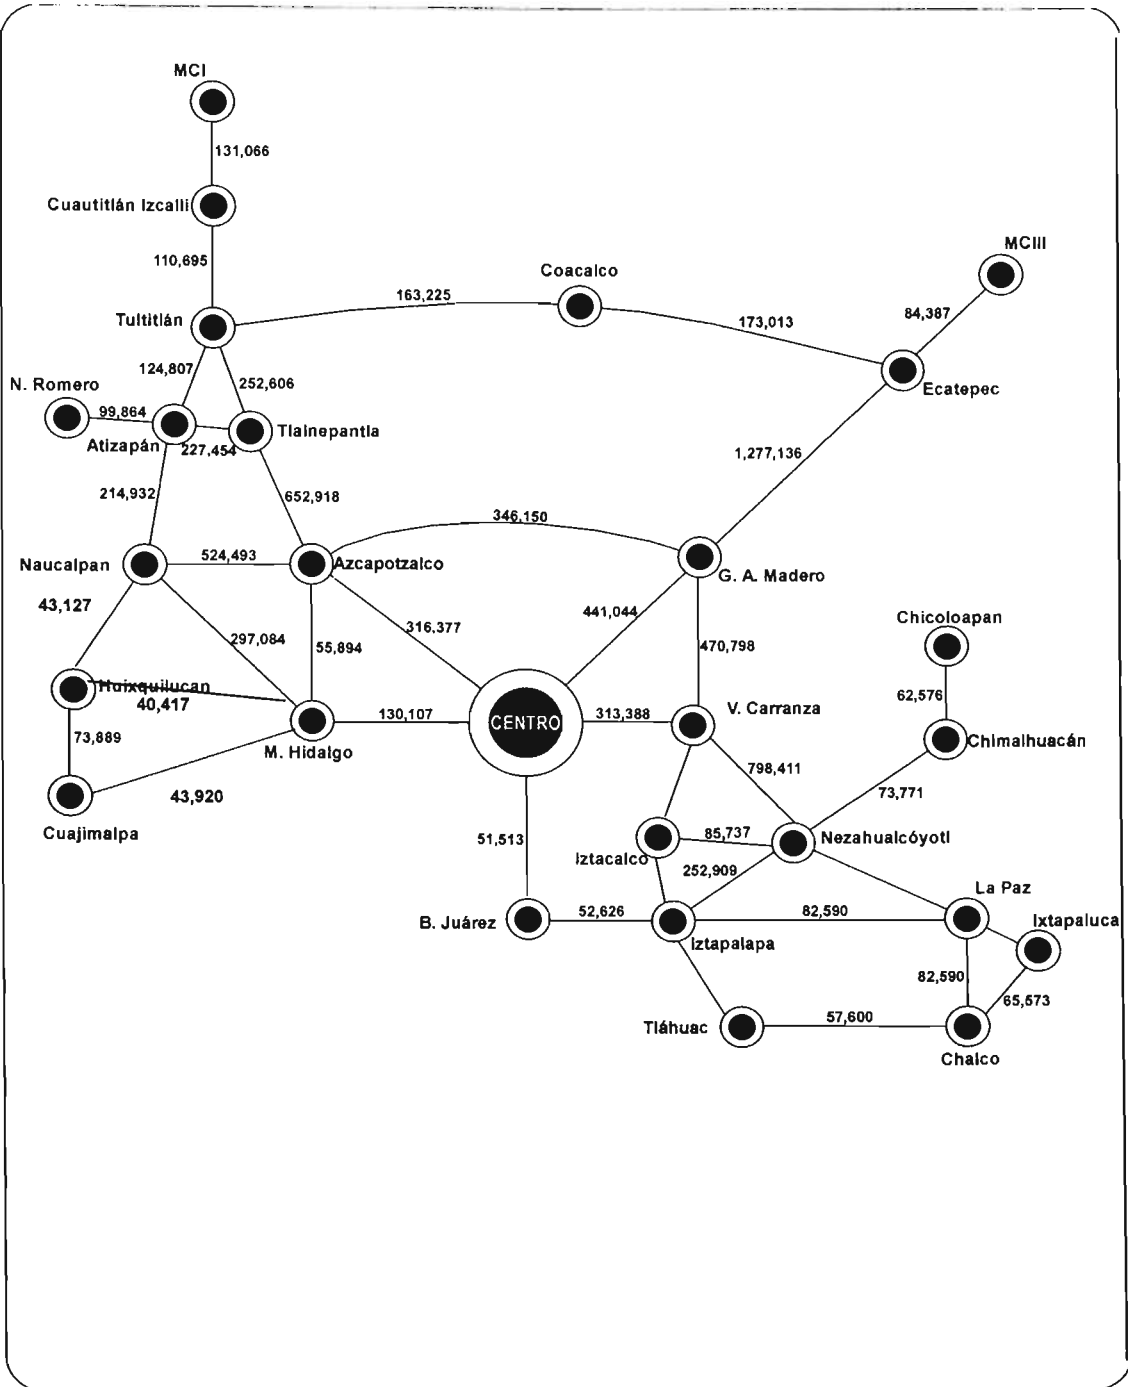 MCI
131,066
Cuautitlán Izcalli
110,695
MCIII
Coacalco
163,225
84,387
Tultitlán
173,013
124,807
252,606
N. Romero
Ecatepec
99,864
Atizapán
227,454
Tlalnepantla
1,277,136
214,932
652,918
346,150
Naucalpan
524,493
Azcapotzalco
G. A. Madero
43,127
441,044
316,377
Chicoloapan
297,084
55,894
470,798
Huixquilucan
40,417
62,576
130,107
CENTRO
313,388
V. Carranza
73,889
M. Hidalgo
Chimalhuacán
798,411
43,920
73,771
Cuajimalpa
51,513
85,737
Nezahualcóyotl
Iztacalco
252,909
La Paz
B. Juárez
52,626
82,590
Ixtapaluca
Iztapalapa
82,590
65,573
Tláhuac
57,600
Chalco